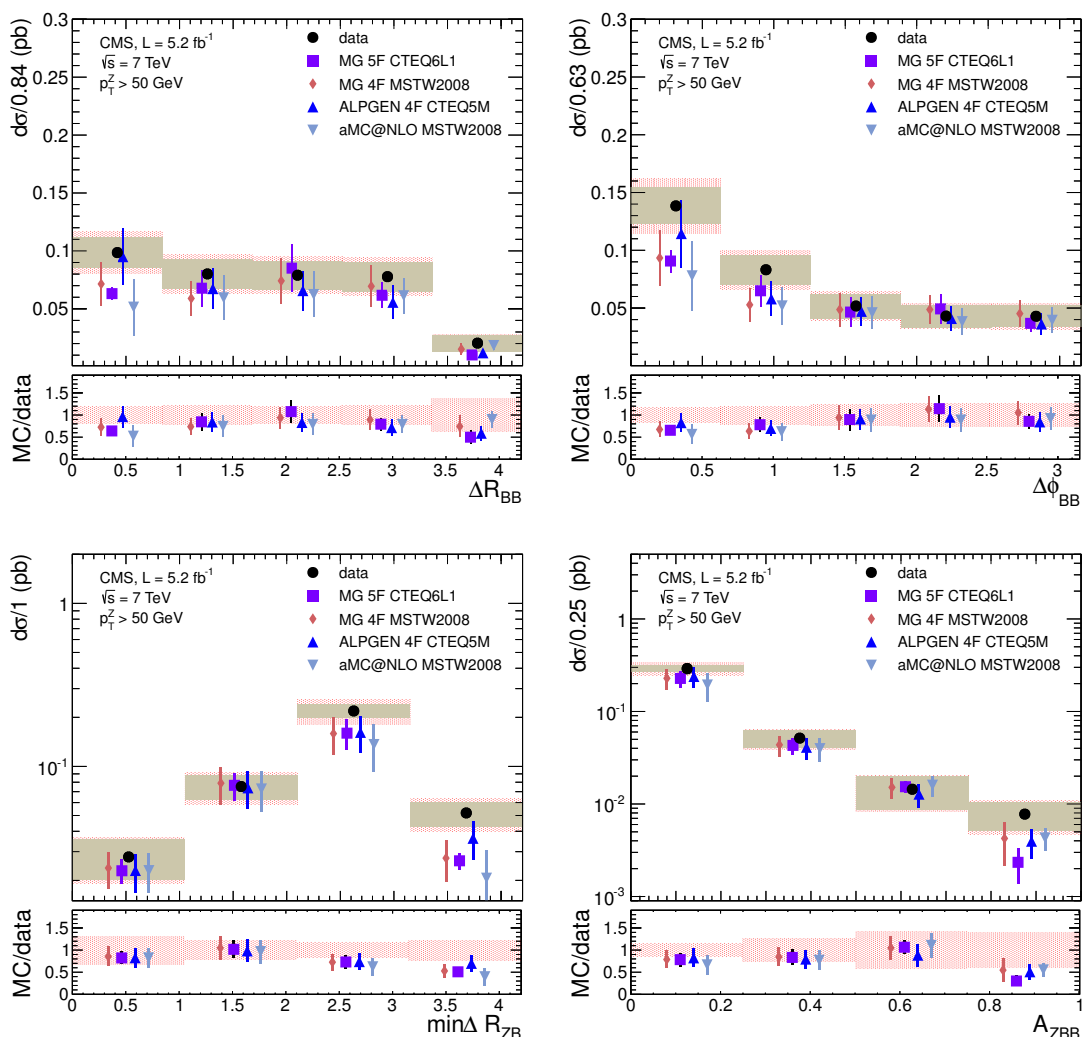 dσ/0.84 (pb)
0.3
0.25
0.2
0.15
0.1
0.05
CMS, L = 5.2 fb⁻¹
√s = 7 TeV
p_T^Z > 50 GeV
data
MG 5F CTEQ6L1
MG 4F MSTW2008
ALPGEN 4F CTEQ5M
aMC@NLO MSTW2008
MC/data
1.5
1
0.5
0
0 0.5 1 1.5 2 2.5 3 3.5 4
ΔR_BB
dσ/0.63 (pb)
0.3
0.25
0.2
0.15
0.1
0.05
CMS, L = 5.2 fb⁻¹
√s = 7 TeV
p_T^Z > 50 GeV
data
MG 5F CTEQ6L1
MG 4F MSTW2008
ALPGEN 4F CTEQ5M
aMC@NLO MSTW2008
MC/data
1.5
1
0.5
0
0 0.5 1 1.5 2 2.5 3
Δϕ_BB
dσ/1 (pb)
1
10⁻¹
CMS, L = 5.2 fb⁻¹
√s = 7 TeV
p_T^Z > 50 GeV
data
MG 5F CTEQ6L1
MG 4F MSTW2008
ALPGEN 4F CTEQ5M
aMC@NLO MSTW2008
MC/data
1.5
1
0.5
0
0 0.5 1 1.5 2 2.5 3 3.5 4
minΔ R_ZB
dσ/0.25 (pb)
1
10⁻¹
10⁻²
10⁻³
CMS, L = 5.2 fb⁻¹
√s = 7 TeV
p_T^Z > 50 GeV
data
MG 5F CTEQ6L1
MG 4F MSTW2008
ALPGEN 4F CTEQ5M
aMC@NLO MSTW2008
MC/data
1.5
1
0.5
0
0 0.2 0.4 0.6 0.8 1
A_ZBB